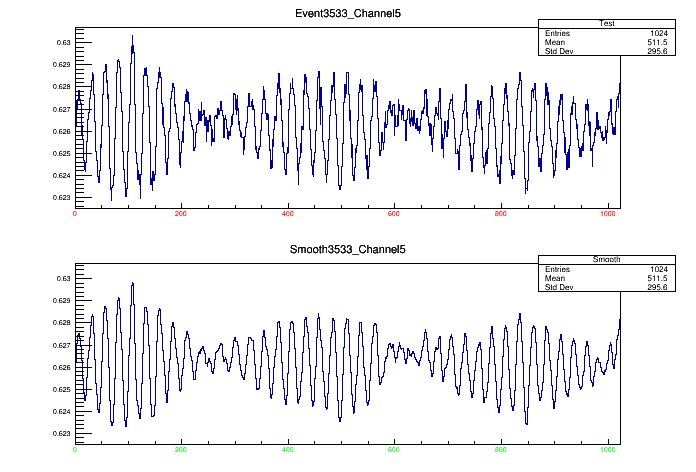 Event3533_Channel5
Test
Entries 1024
Mean 511.5
Std Dev 295.6
0.63
0.629
0.628
0.627
0.626
0.625
0.624
0.623
0 200 400 600 800 1000
Smooth3533_Channel5
Smooth
Entries 1024
Mean 511.5
Std Dev 295.6
0.63
0.629
0.628
0.627
0.626
0.625
0.624
0.623
0 200 400 600 800 1000